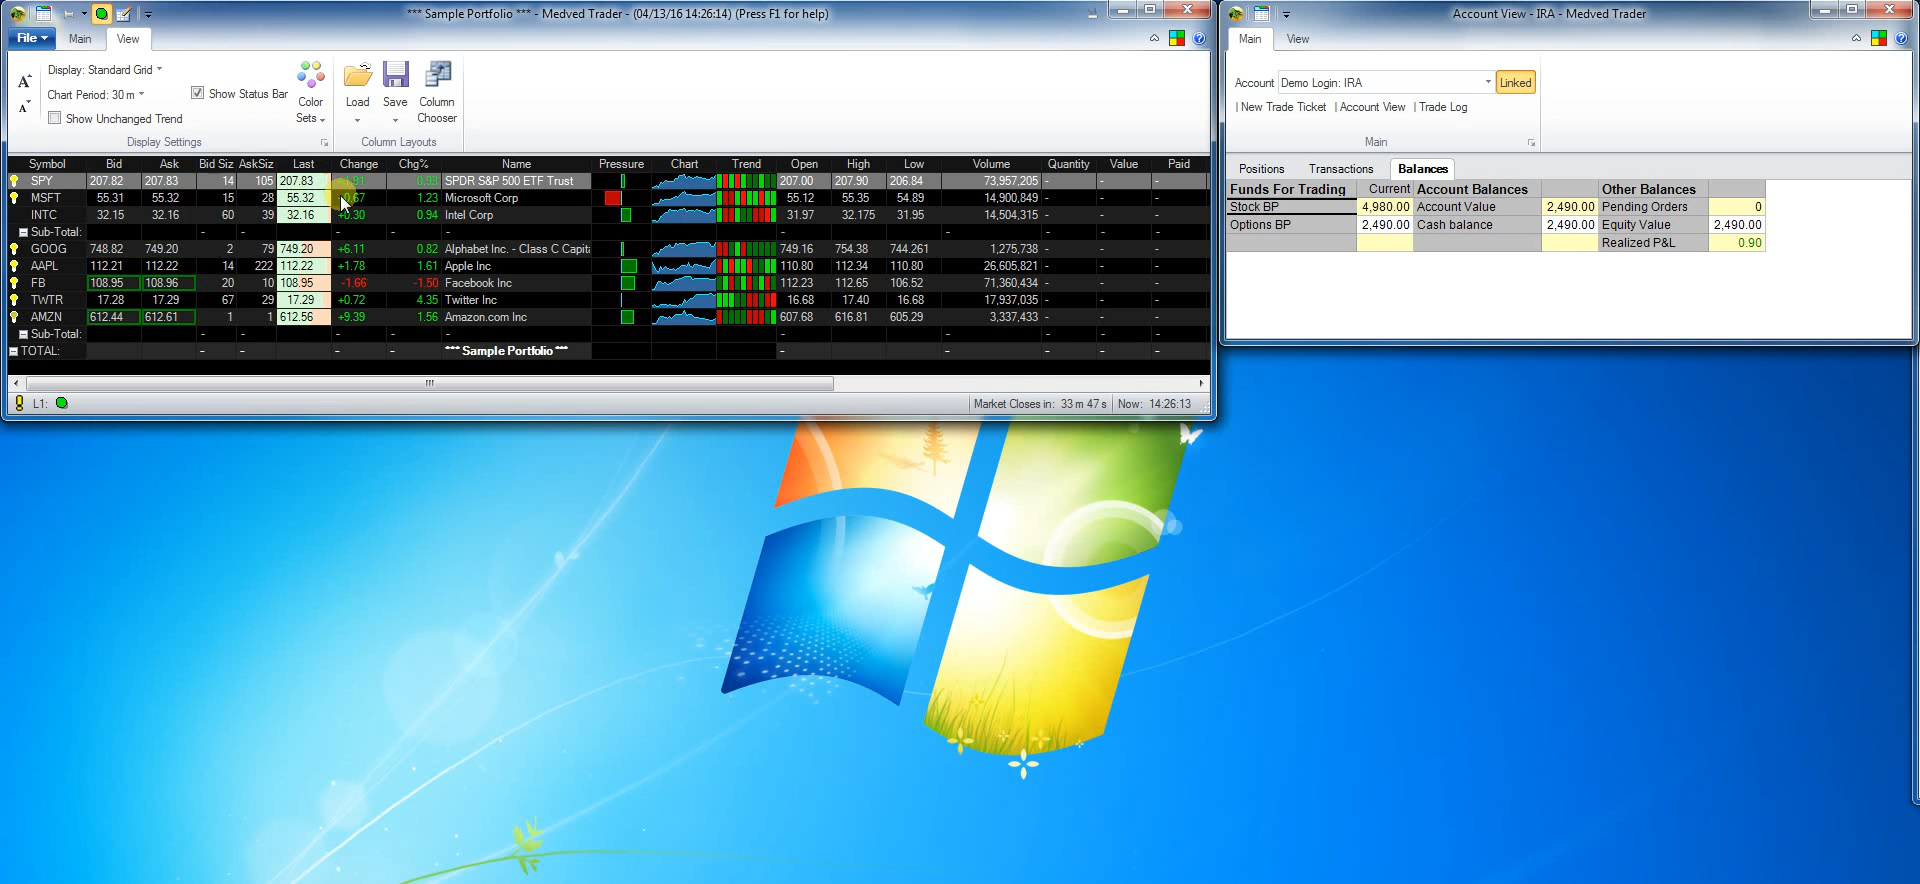 *** Sample Portfolio *** - Medved Trader - (04/13/16 14:26:14) (Press F1 for help)
File Main View
Display: Standard Grid
Chart Period: 30 m
Show Unchanged Trend
Show Status Bar
Color Sets
Load
Save
Column Chooser
Display Settings
Column Layouts
Symbol Bid Ask Bid Siz AskSiz Last Change Chg% Name Pressure Chart Trend Open High Low Volume Quantity Value Paid
SPY 207.82 207.83 14 105 207.83 0.93 SPDR S&P 500 ETF Trust 207.00 207.90 206.84 73,957,205 - - -
MSFT 55.31 55.32 15 28 55.32 1.23 Microsoft Corp 55.12 55.35 54.89 14,900,849 - - -
INTC 32.15 32.16 60 39 32.16 +0.30 0.94 Intel Corp 31.97 32.175 31.95 14,504,315 - - -
Sub-Total: - - - - - - - - - -
GOOG 748.82 749.20 2 79 749.20 +6.11 0.82 Alphabet Inc. - Class C Capita 749.16 754.38 744.261 1,275,738 - - -
AAPL 112.21 112.22 14 222 112.22 +1.78 1.61 Apple Inc 110.80 112.34 110.80 26,605,821 - - -
FB 108.95 108.96 20 10 108.95 -1.66 -1.50 Facebook Inc 112.23 112.65 106.52 71,360,434 - - -
TWTR 17.28 17.29 67 29 17.29 +0.72 4.35 Twitter Inc 16.68 17.40 16.68 17,937,035 - - -
AMZN 612.44 612.61 1 1 612.56 +9.39 1.56 Amazon.com Inc 607.68 616.81 605.29 3,337,433 - - -
Sub-Total: - - - - - - - - - -
TOTAL: - - - - *** Sample Portfolio *** - - - - -
L1:
Market Closes in: 33 m 47 s Now: 14:26:13
Account View - IRA - Medved Trader
Main View
Account Demo Login: IRA Linked
| New Trade Ticket | Account View | Trade Log
Main
Positions Transactions Balances
Funds For Trading Current Account Balances Other Balances
Stock BP 4,980.00 Account Value 2,490.00 Pending Orders 0
Options BP 2,490.00 Cash balance 2,490.00 Equity Value 2,490.00
Realized P&L 0.90